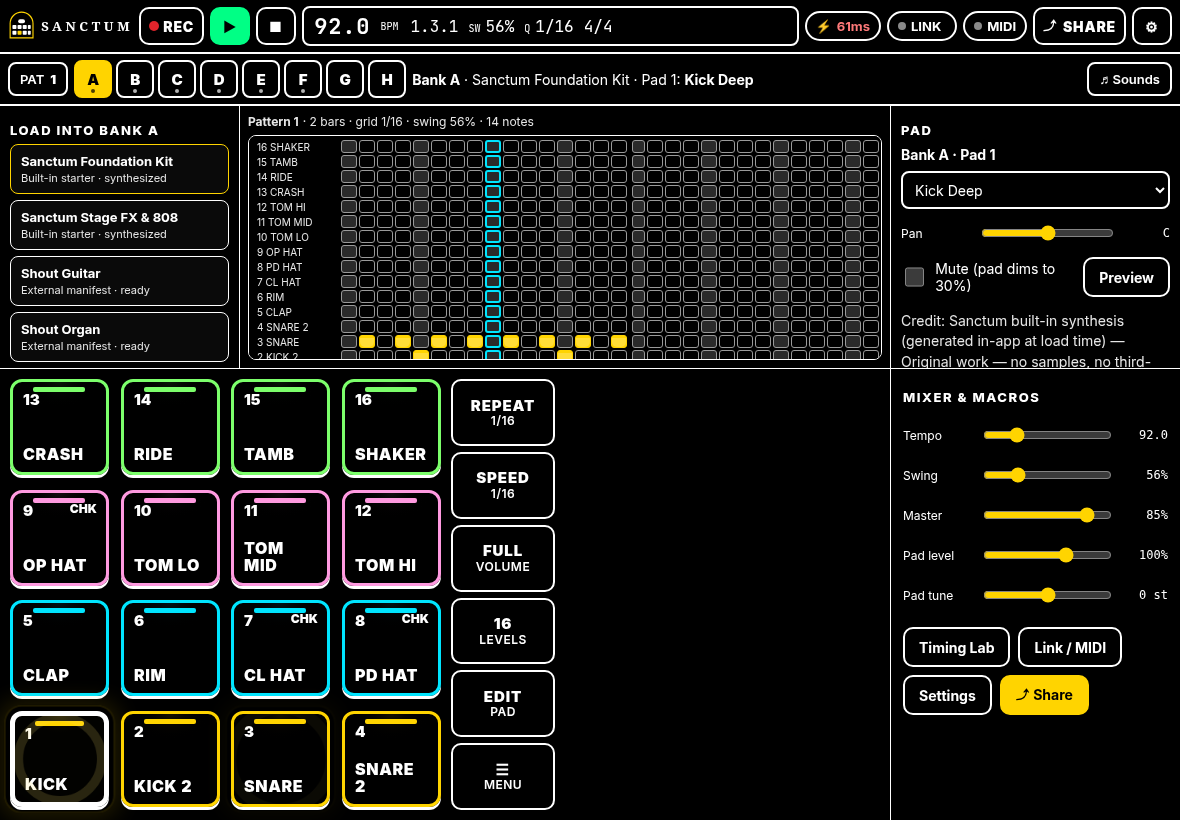 SANCTUM
REC
92.0 BPM 1.3.1 SW 56% Q 1/16 4/4
⚡ 61ms
LINK
MIDI
SHARE
PAT 1
A
B
C
D
E
F
G
H
Bank A · Sanctum Foundation Kit · Pad 1: Kick Deep
♬ Sounds
LOAD INTO BANK A
Sanctum Foundation Kit
Built-in starter · synthesized
Sanctum Stage FX & 808
Built-in starter · synthesized
Shout Guitar
External manifest · ready
Shout Organ
External manifest · ready
Pattern 1 · 2 bars · grid 1/16 · swing 56% · 14 notes
16 SHAKER
15 TAMB
14 RIDE
13 CRASH
12 TOM HI
11 TOM MID
10 TOM LO
9 OP HAT
8 PD HAT
7 CL HAT
6 RIM
5 CLAP
4 SNARE 2
3 SNARE
2 KICK 2
PAD
Bank A · Pad 1
Kick Deep
Pan C
Mute (pad dims to
30%)
Preview
Credit: Sanctum built-in synthesis
(generated in-app at load time) —
Original work — no samples, no third-
13
CRASH
14
RIDE
15
TAMB
16
SHAKER
9 CHK
OP HAT
10
TOM LO
11
TOM
MID
12
TOM HI
5
CLAP
6
RIM
7 CHK
CL HAT
8 CHK
PD HAT
1
KICK
2
KICK 2
3
SNARE
4
SNARE
2
REPEAT
1/16
SPEED
1/16
FULL
VOLUME
16
LEVELS
EDIT
PAD
☰
MENU
MIXER & MACROS
Tempo 92.0
Swing 56%
Master 85%
Pad level 100%
Pad tune 0 st
Timing Lab
Link / MIDI
Settings
Share